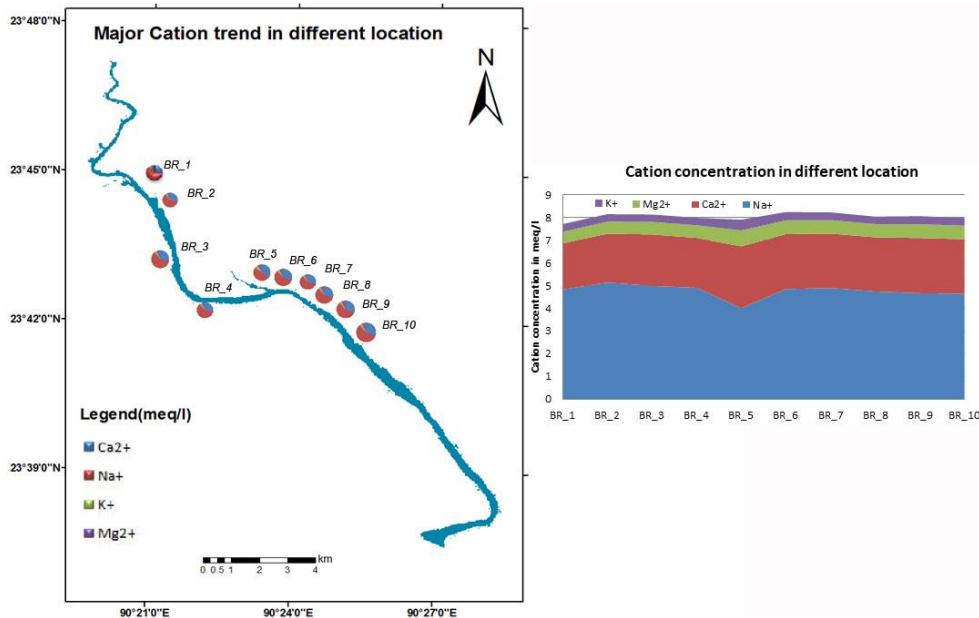 Major Cation trend in different location
23°48'0"N
23°45'0"N
23°42'0"N
23°39'0"N
N
BR_1
BR_2
BR_3
BR_4
BR_5
BR_6
BR_7
BR_8
BR_9
BR_10
Legend(meq/l)
Ca2+
Na+
K+
Mg2+
km
0 0.5 1 2 3 4
90°21'0"E
90°24'0"E
90°27'0"E
Cation concentration in different location
K+ Mg2+ Ca2+ Na+
Cation concentration in meq/l
9
8
7
6
5
4
3
2
1
0
BR_1 BR_2 BR_3 BR_4 BR_5 BR_6 BR_7 BR_8 BR_9 BR_10